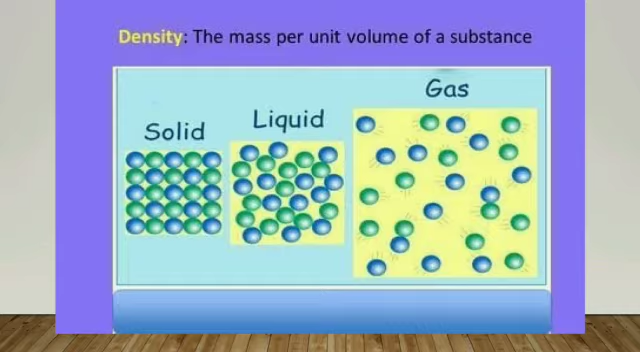 Density: The mass per unit volume of a substance
Solid
Liquid
Gas